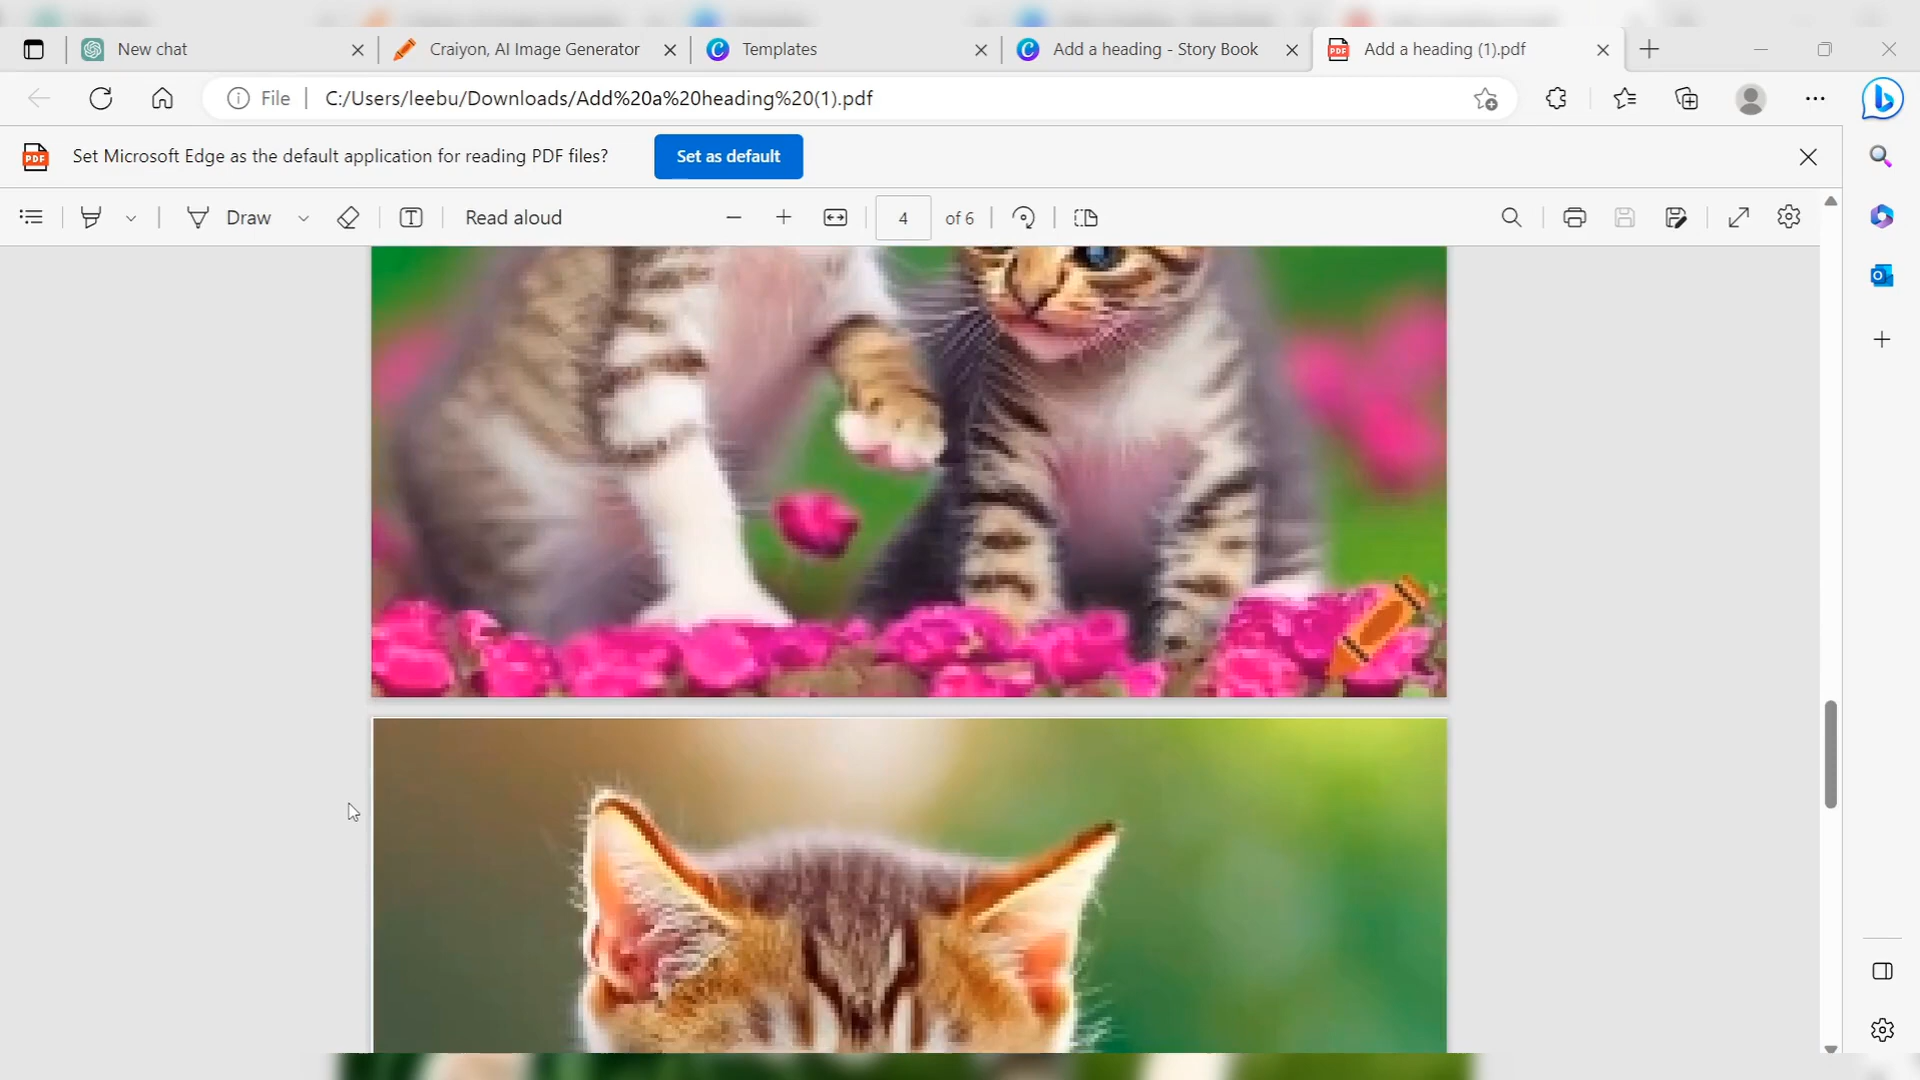 New chat
Craiyon, AI Image Generator
Templates
Add a heading - Story Book
Add a heading (1).pdf
File
C:/Users/leebu/Downloads/Add%20a%20heading%20(1).pdf
PDF
Set Microsoft Edge as the default application for reading PDF files?
Set as default
Draw
Read aloud
4
of 6